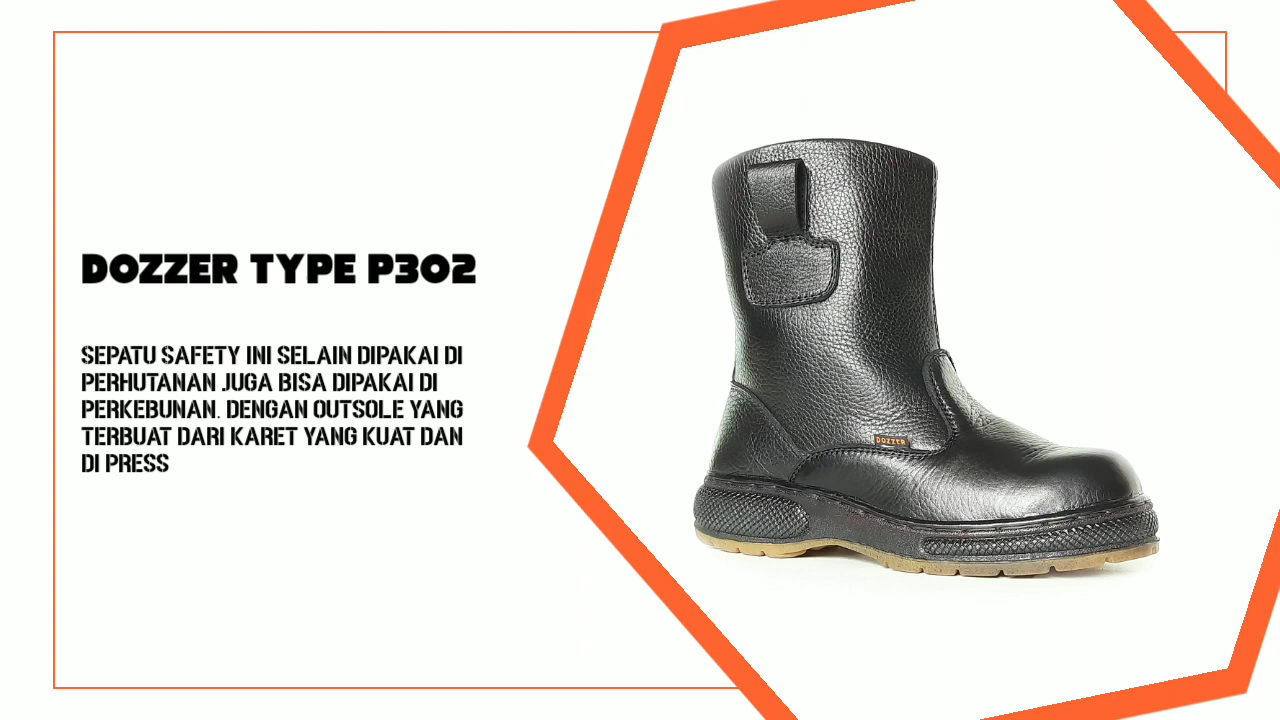 DOZZER TYPE P302
SEPATU SAFETY INI SELAIN DIPAKAI DI
PERHUTANAN JUGA BISA DIPAKAI DI
PERKEBUNAN. DENGAN OUTSOLE YANG
TERBUAT DARI KARET YANG KUAT DAN
DI PRESS
DOZZER